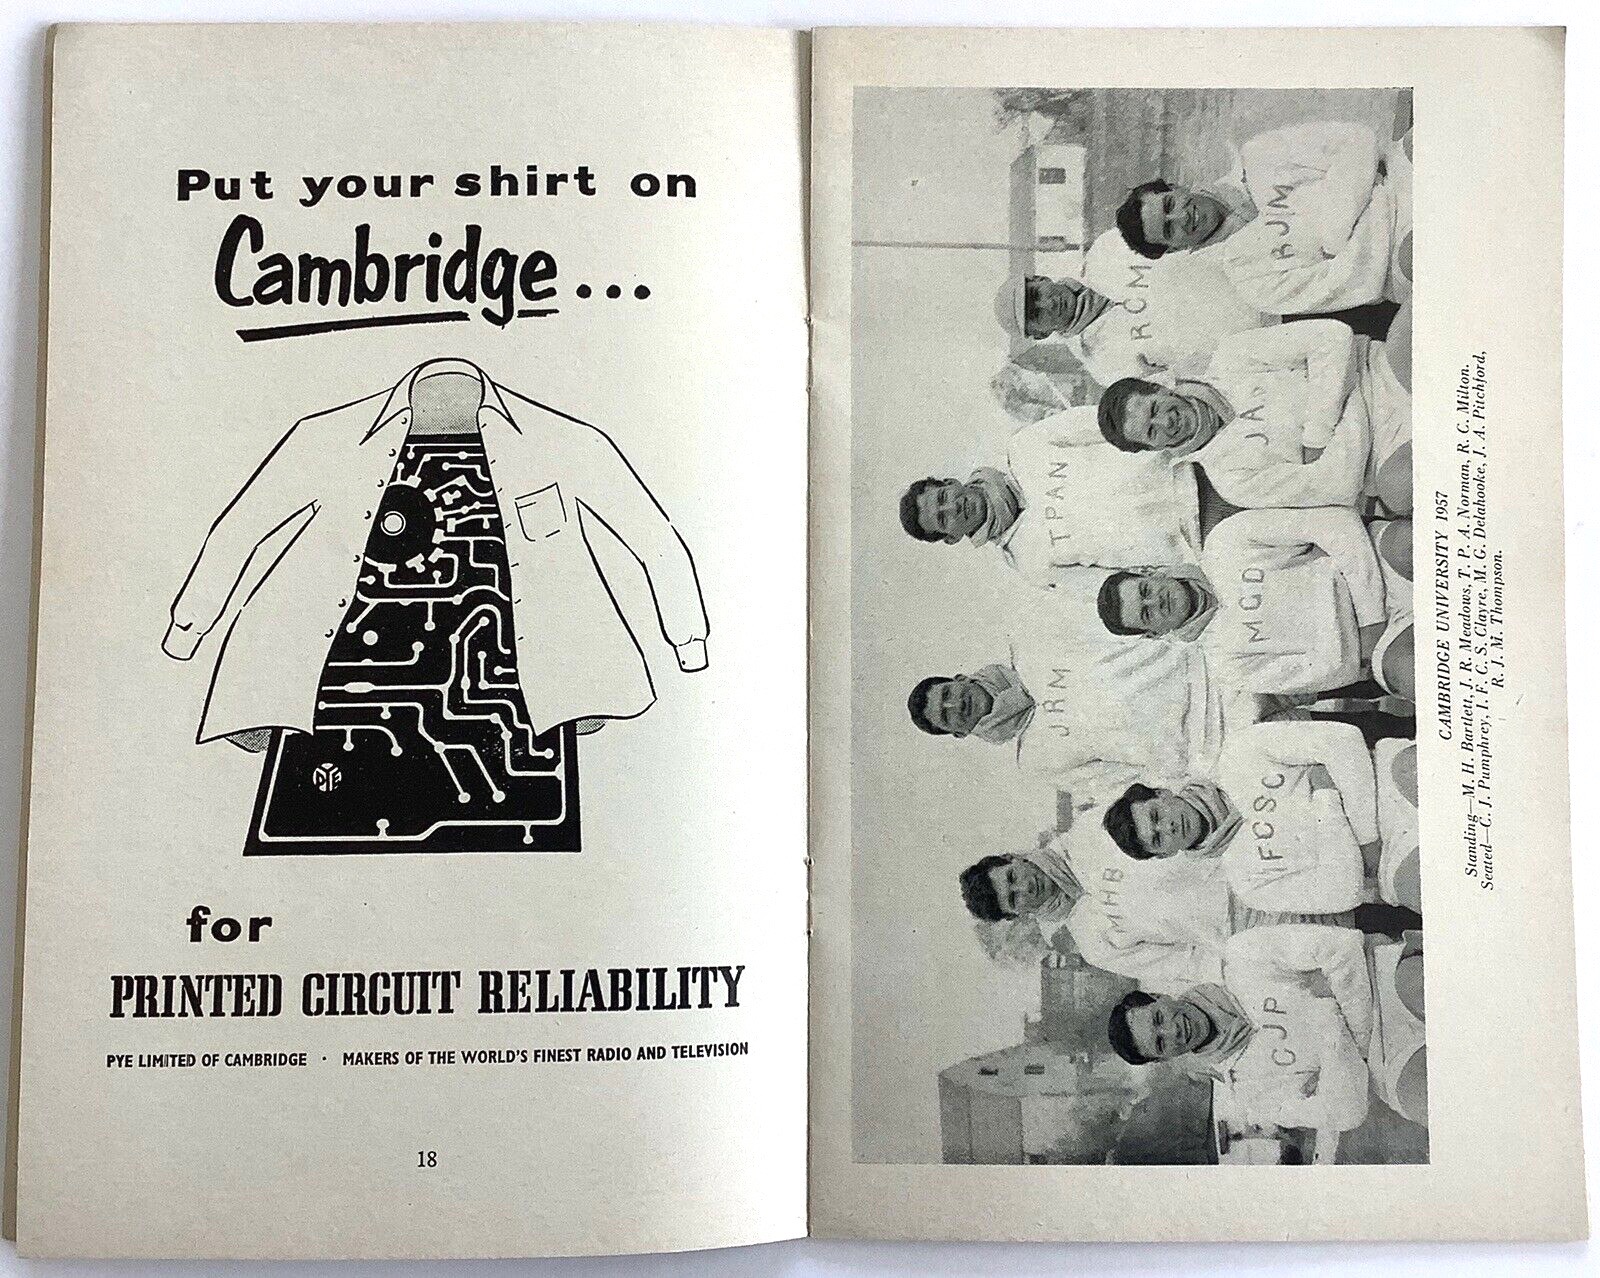 Put your shirt on
Cambridge...
PYE
for
PRINTED CIRCUIT RELIABILITY
PYE LIMITED OF CAMBRIDGE · MAKERS OF THE WORLD'S FINEST RADIO AND TELEVISION
18
MHB
JRM
TPAN
RCM
CJP
FCSC
MGD
JA
RJM
CAMBRIDGE UNIVERSITY 1957
Standing—M. H. Bartlett, J. R. Meadows, T. P. A. Norman, R. C. Milton.
Seated—C. J. Pumphrey, I. F. C. S. Clayre, M. G. Delahooke, J. A. Pitchford,
R. J. M. Thompson.